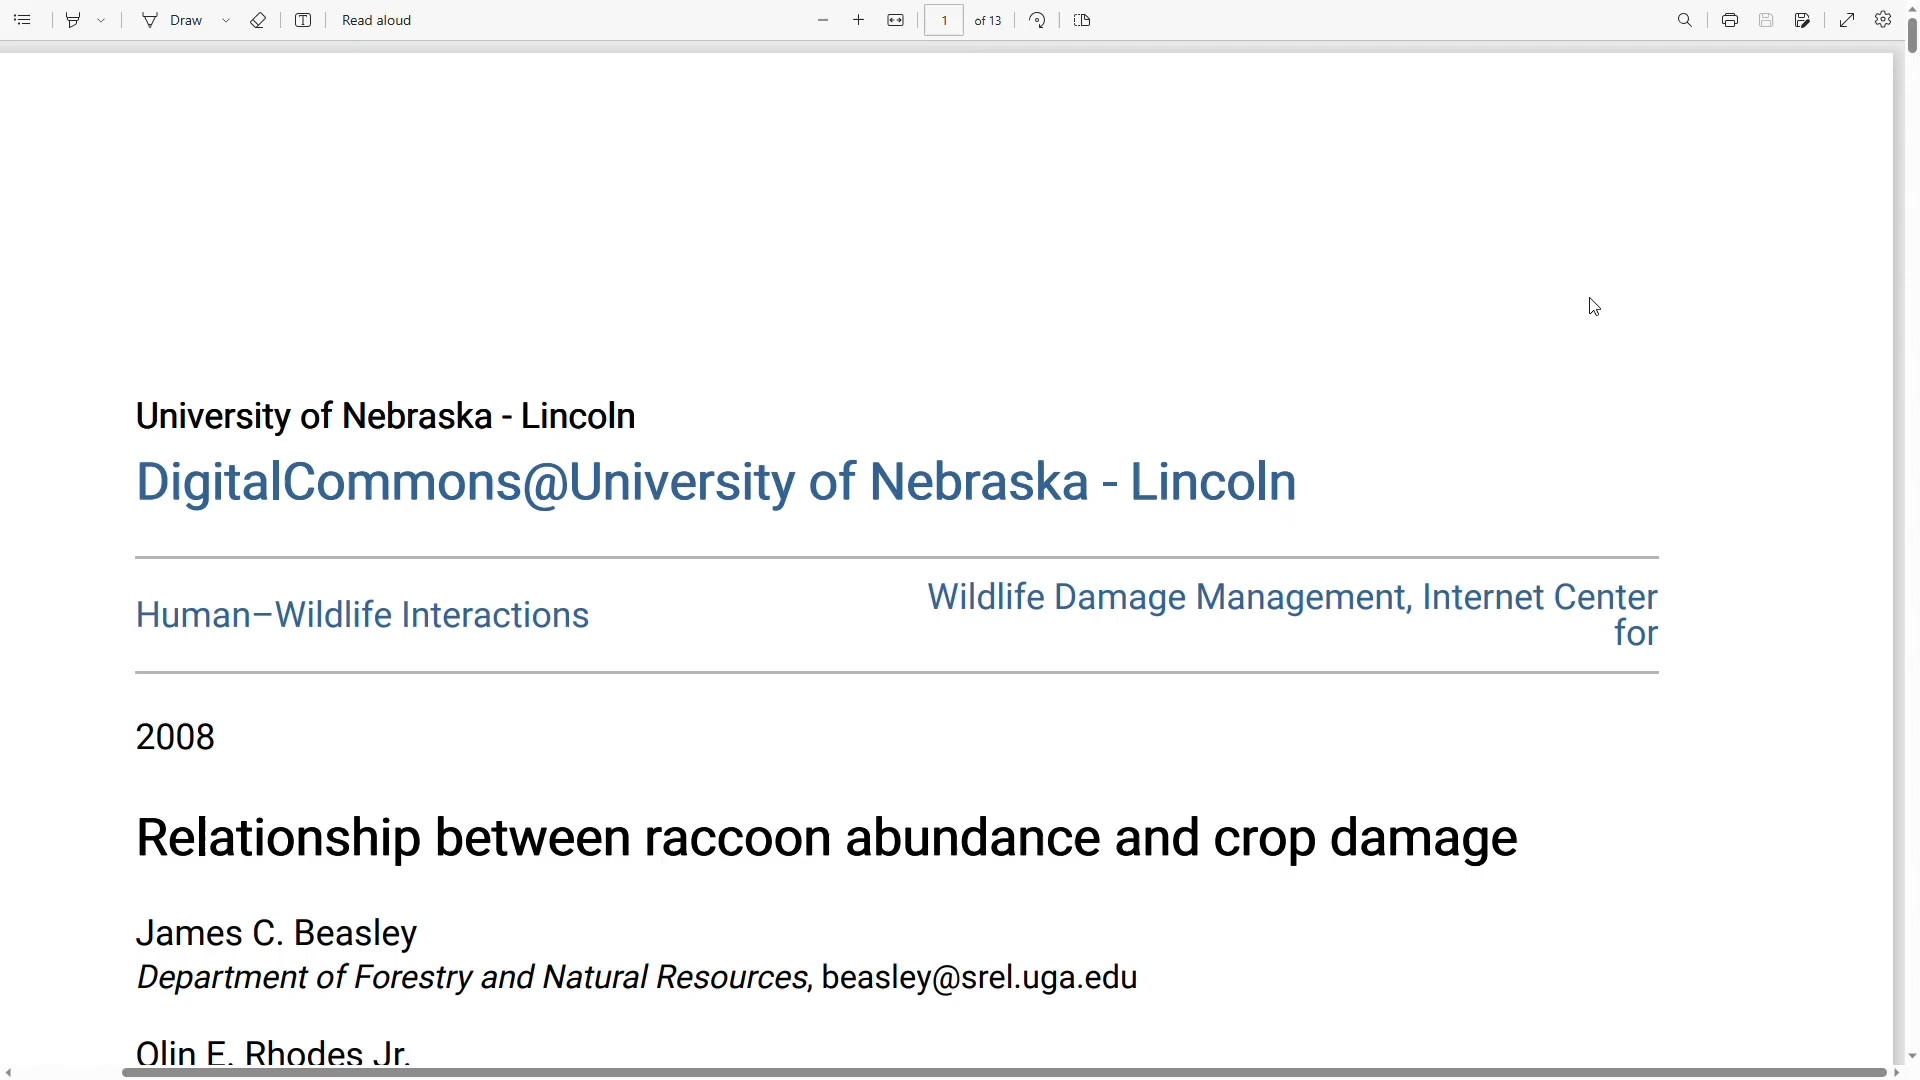 Draw
Read aloud
1 of 13
University of Nebraska - Lincoln
DigitalCommons@University of Nebraska - Lincoln
Human–Wildlife Interactions
Wildlife Damage Management, Internet Center
for
2008
Relationship between raccoon abundance and crop damage
James C. Beasley
Department of Forestry and Natural Resources, beasley@srel.uga.edu
Olin E. Rhodes Jr.